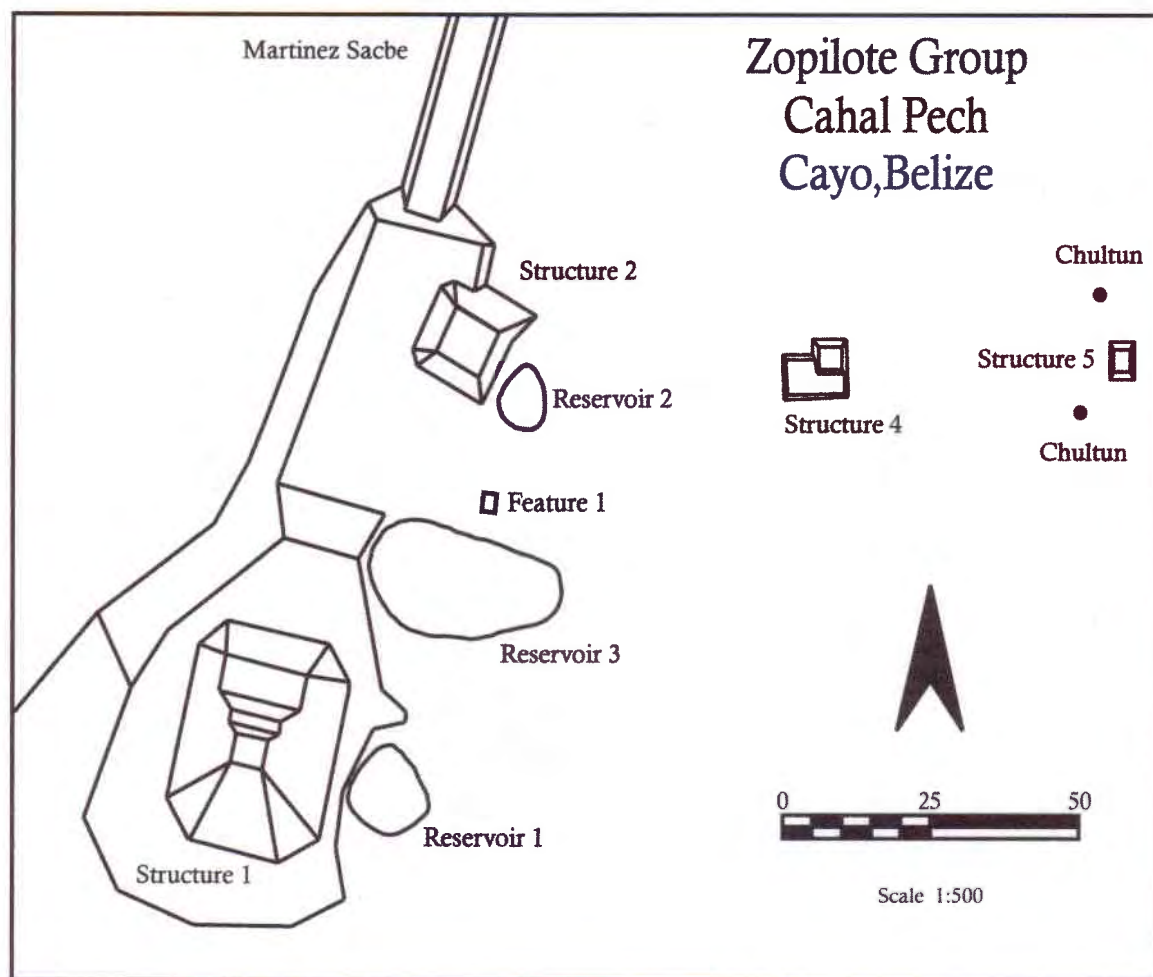 Martinez Sacbe
Zopilote Group
Cahal Pech
Cayo,Belize
Structure 2
Chultun
Structure 5
Reservoir 2
Structure 4
Chultun
Feature 1
Reservoir 3
0 25 50
Reservoir 1
Structure 1
Scale 1:500